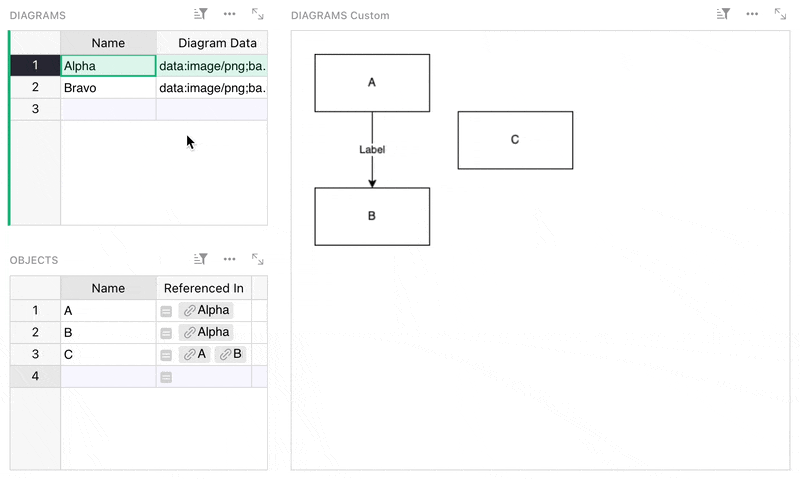 DIAGRAMS
Name Diagram Data
1 Alpha data:image/png;ba...
2 Bravo data:image/png;ba...
3
OBJECTS
Name Referenced In
1 A Alpha
2 B Alpha
3 C A B
4
DIAGRAMS Custom
A
Label
B
C